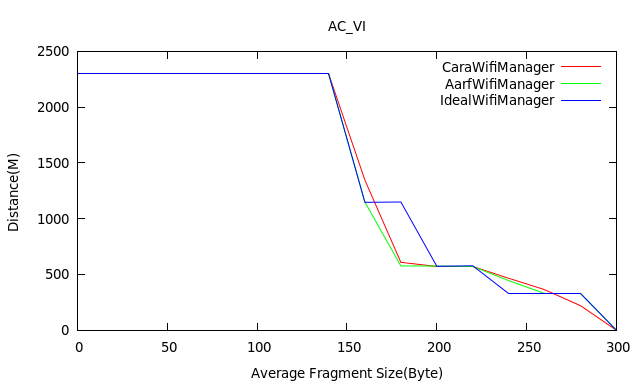 AC_VI
2500
2000
1500
1000
500
0
Distance(M)
CaraWifiManager
AarfWifiManager
IdealWifiManager
0 50 100 150 200 250 300
Average Fragment Size(Byte)